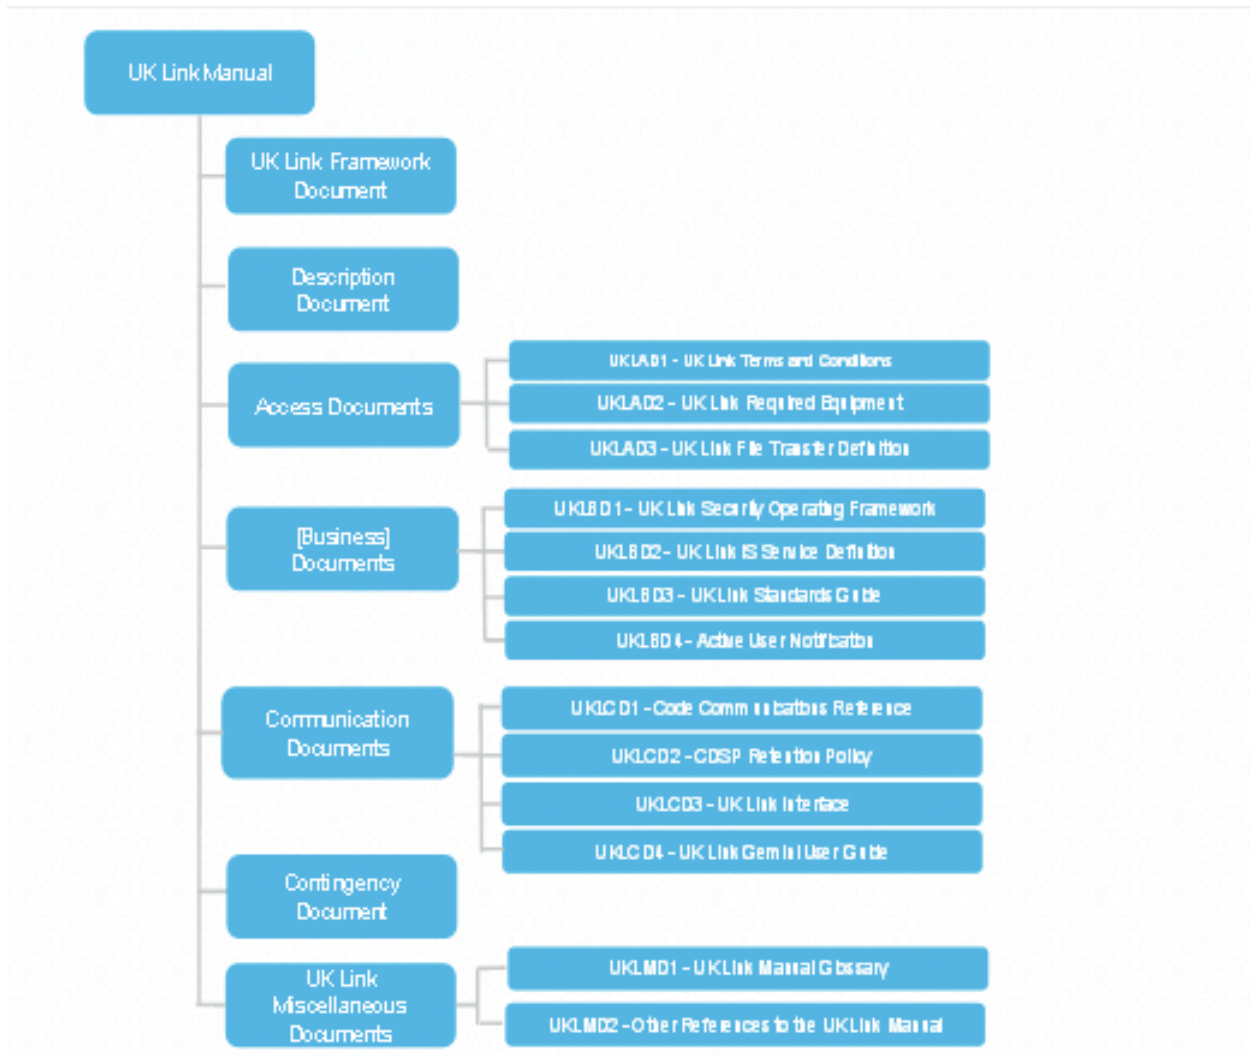 UK Link Manual
UK Link Framework
Document
Description
Document
Access Documents
UKLAD1 - UK Link Terms and Conditions
UKLAD2 - UK Link Required Equipment
UKLAD3 - UK Link File Transfer Definition
[Business]
Documents
UKLBD1 - UK Link Security Operating Framework
UKLBD2 - UK Link IS Service Definition
UKLBD3 - UK Link Standards Guide
UKLBD4 - Active User Notification
Communication
Documents
UKLCD1 - Code Communications Reference
UKLCD2 - CDSP Retention Policy
UKLCD3 - UK Link Interface
UKLCD4 - UK Link Gemini User Guide
Contingency
Document
UK Link
Miscellaneous
Documents
UKLMD1 - UK Link Manual Glossary
UKLMD2 - Other References to the UK Link Manual